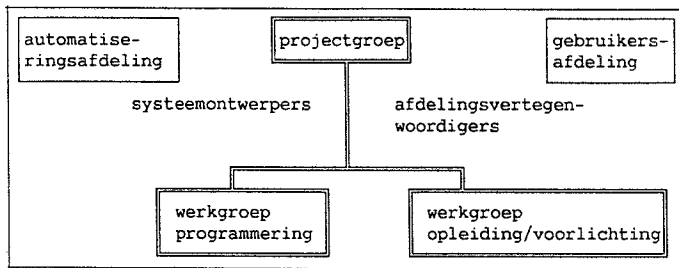 automatise-
ringsafdeling
projectgroep
gebruikers-
afdeling
systeemontwerpers
afdelingsvertegen-
woordigers
werkgroep
programmering
werkgroep
opleiding/voorlichting